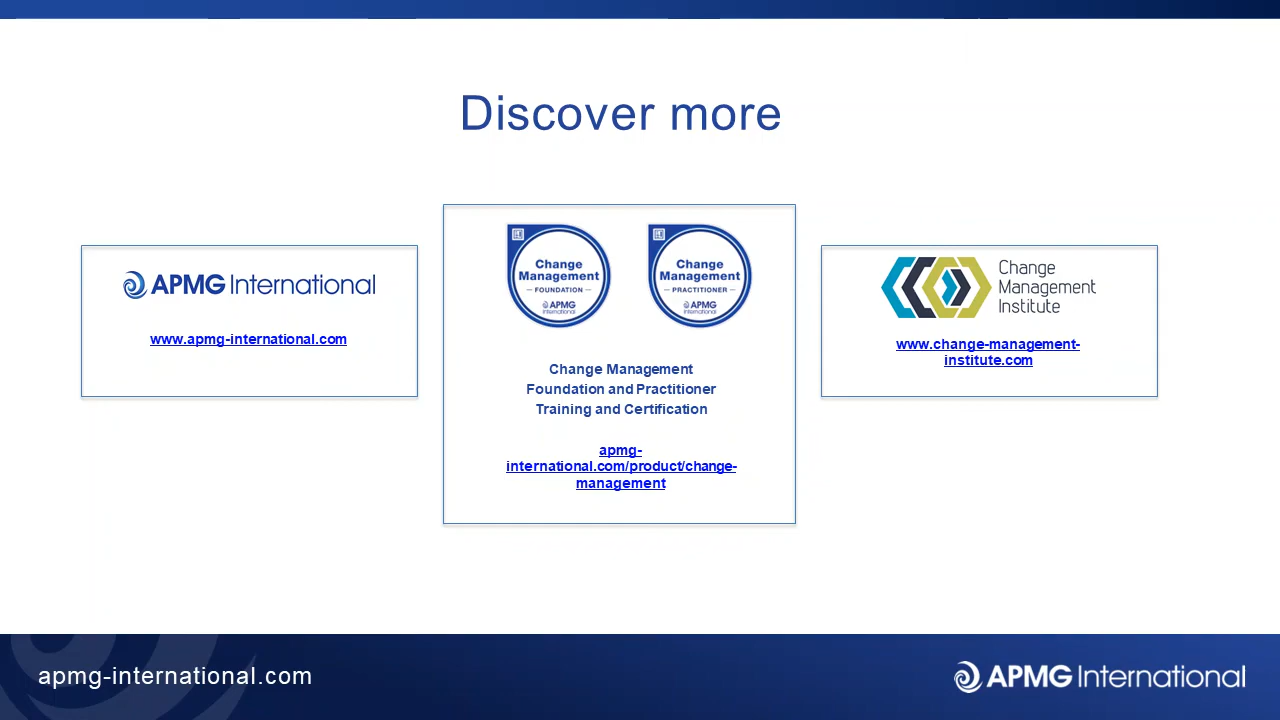 Discover more
APMG International
www.apmg-international.com
Change
Management
FOUNDATION
APMG
International
Change
Management
PRACTITIONER
APMG
International
Change Management
Foundation and Practitioner
Training and Certification
apmg-
international.com/product/change-
management
Change
Management
Institute
www.change-management-
institute.com
apmg-international.com
APMG International